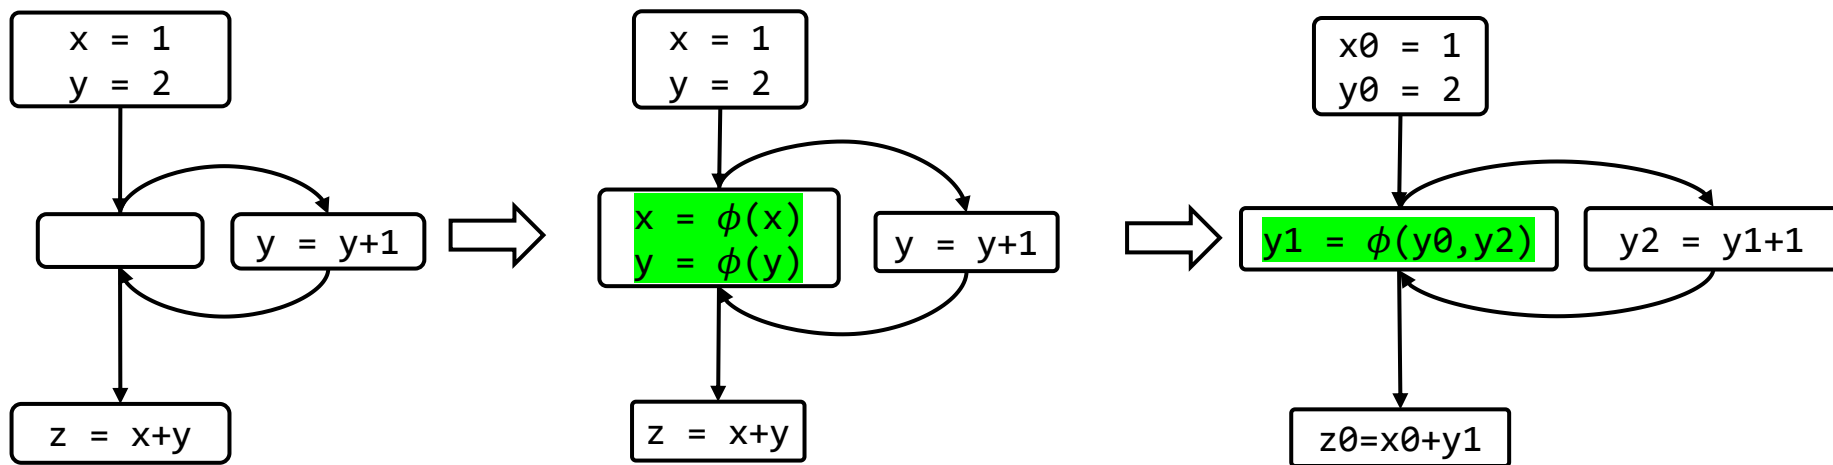 x = 1
y = 2
y = y+1
z = x+y
x = 1
y = 2
x = ϕ(x)
y = ϕ(y)
y = y+1
z = x+y
x0 = 1
y0 = 2
y1 = ϕ(y0,y2)
y2 = y1+1
z0=x0+y1